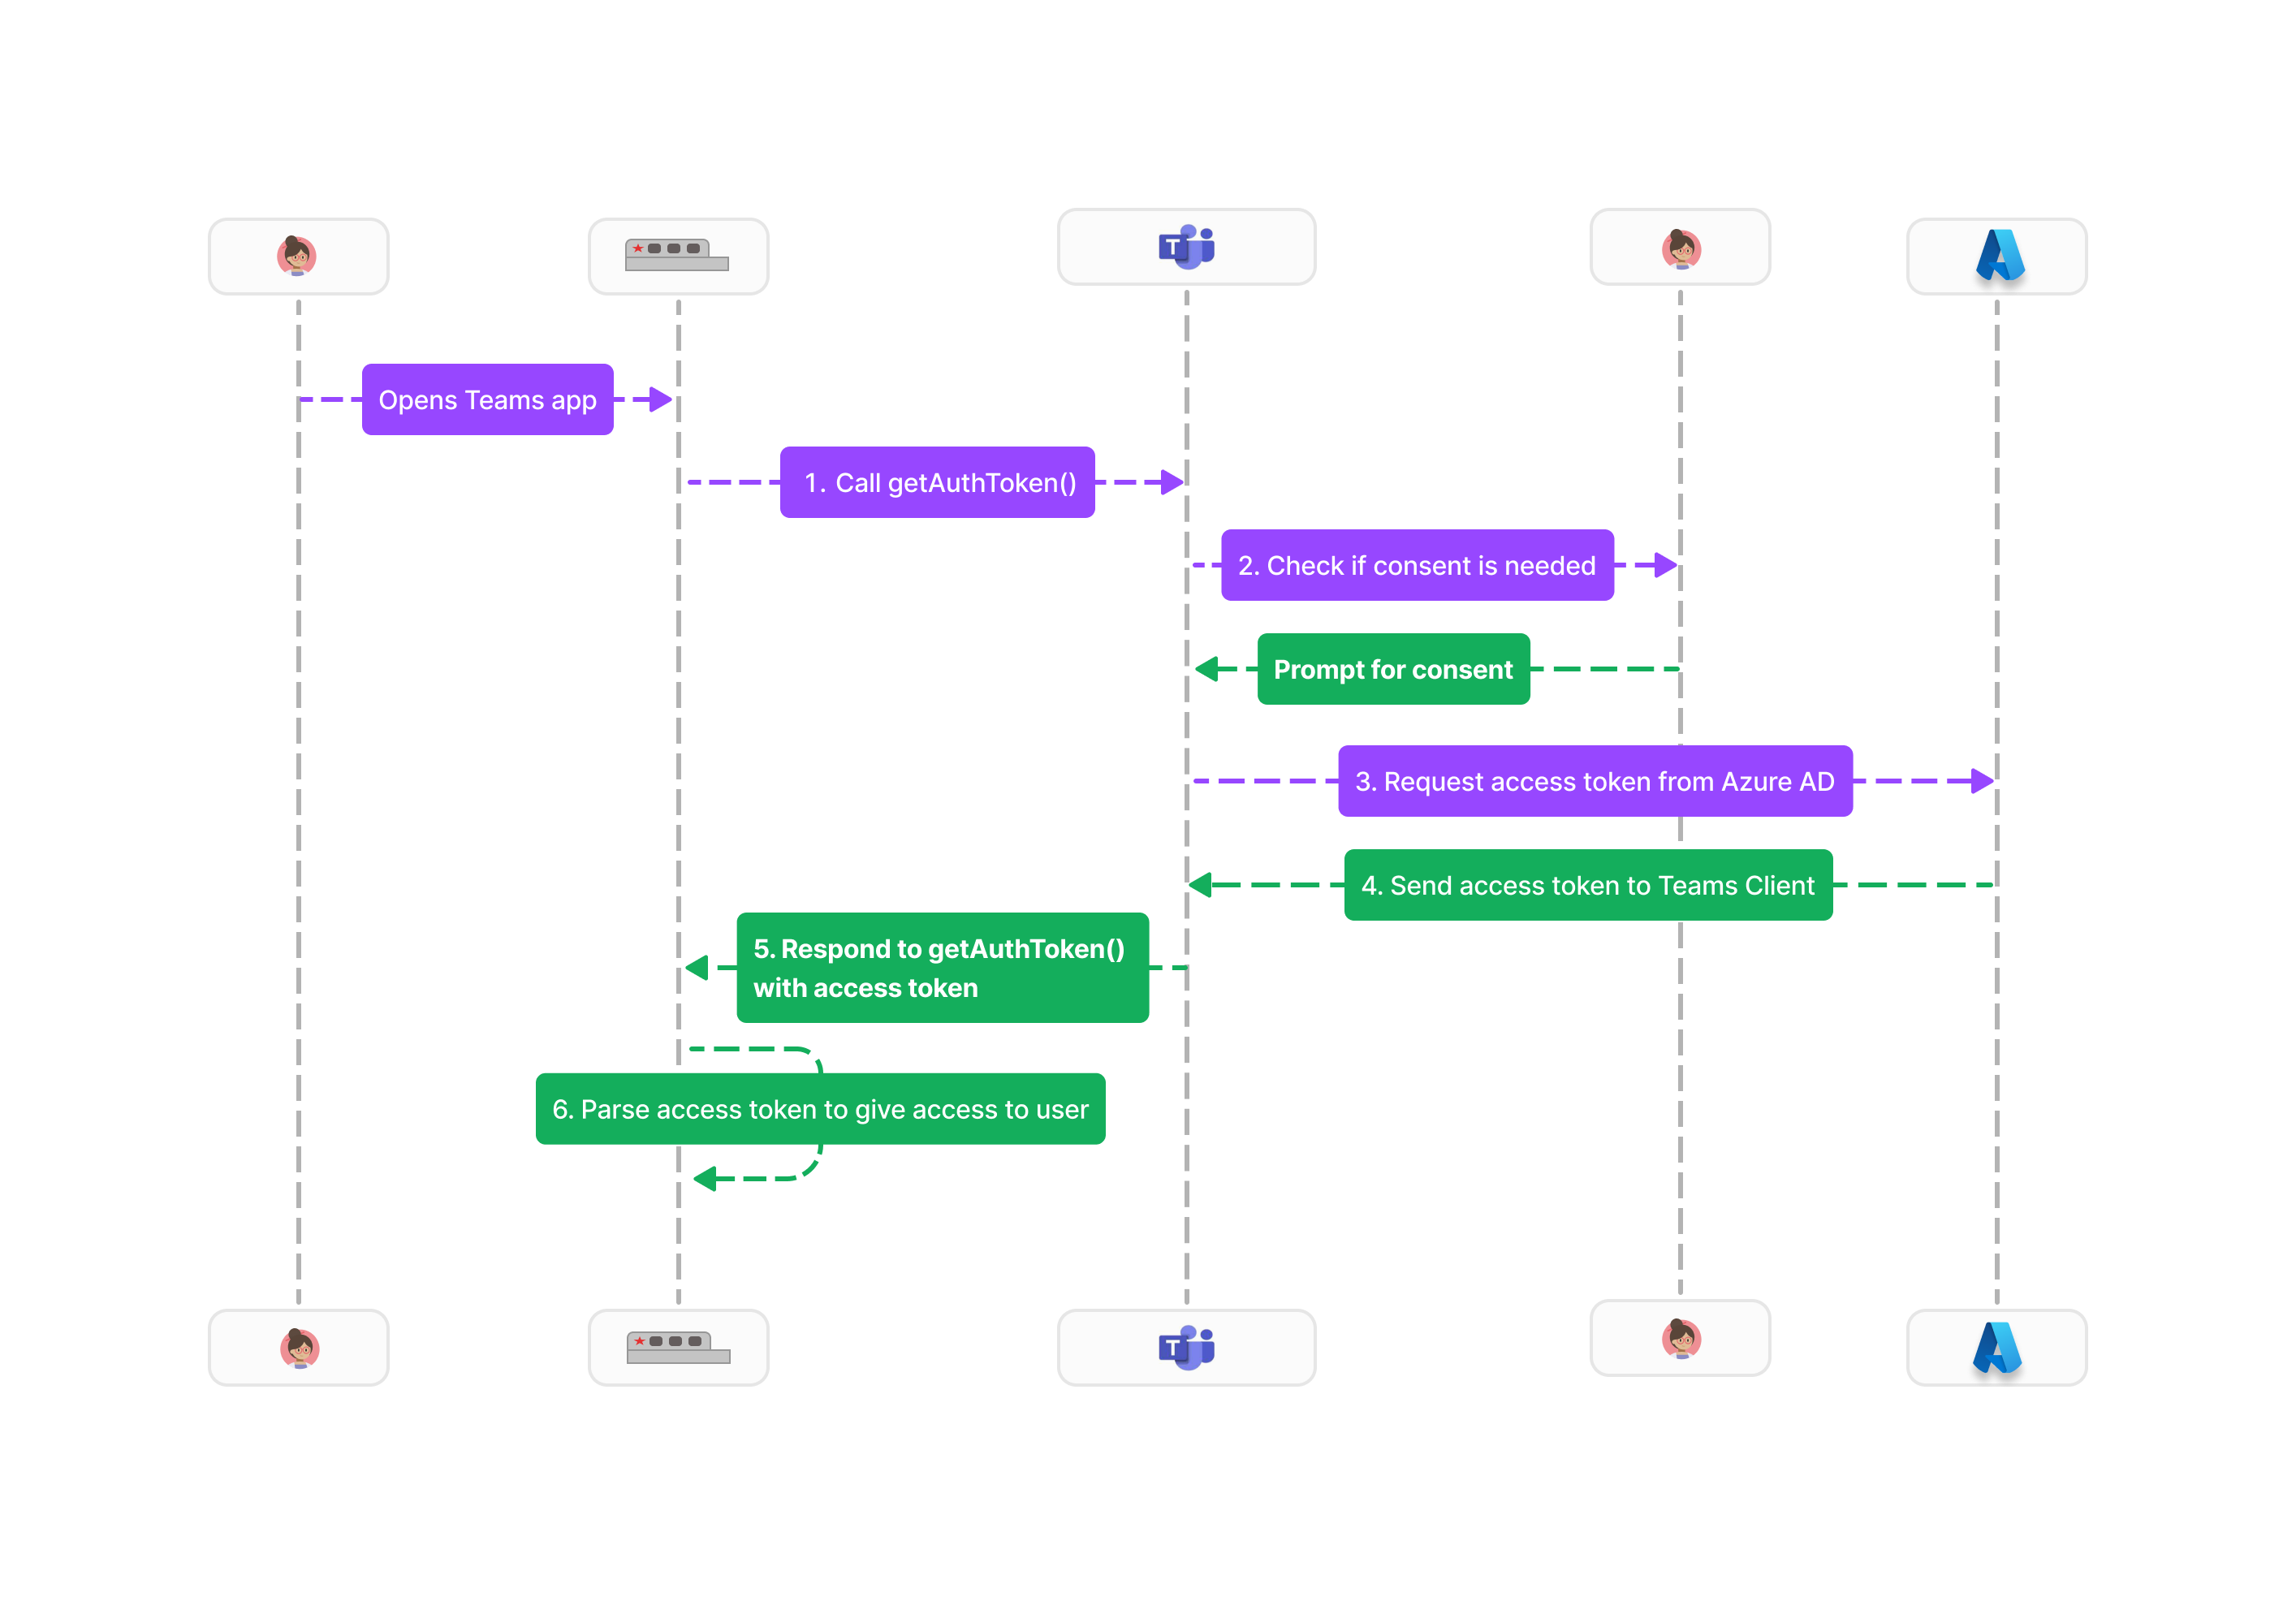 Opens Teams app
1. Call getAuthToken()
2. Check if consent is needed
Prompt for consent
3. Request access token from Azure AD
4. Send access token to Teams Client
5. Respond to getAuthToken()
with access token
6. Parse access token to give access to user